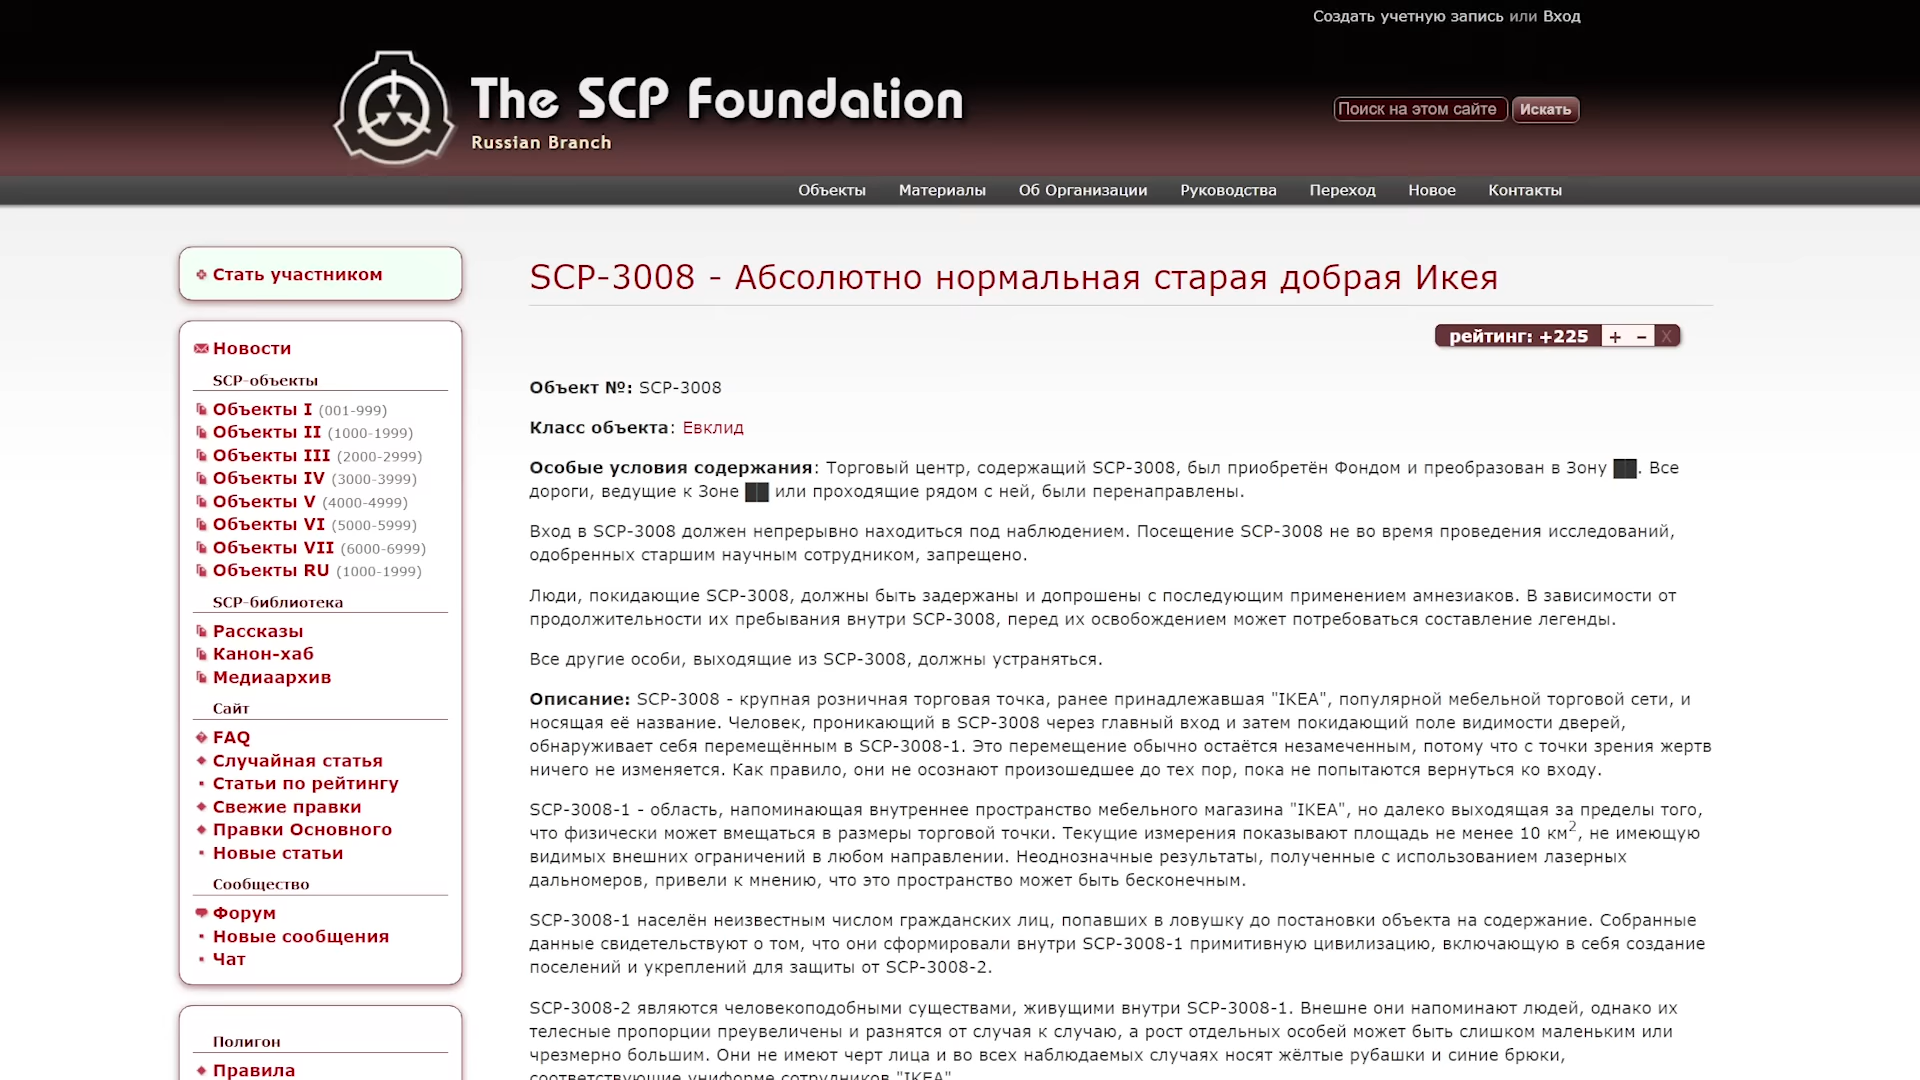 Создать учетную запись или Вход
The SCP Foundation
Russian Branch
Поиск на этом сайте Искать
Объекты Материалы Об Организации Руководства Переход Новое Контакты
Стать участником
Новости
SCP-объекты
Объекты I (001-999)
Объекты II (1000-1999)
Объекты III (2000-2999)
Объекты IV (3000-3999)
Объекты V (4000-4999)
Объекты VI (5000-5999)
Объекты VII (6000-6999)
Объекты RU (1000-1999)
SCP-библиотека
Рассказы
Канон-хаб
Медиаархив
Сайт
FAQ
Случайная статья
Статьи по рейтингу
Свежие правки
Правки Основного
Новые статьи
Сообщество
Форум
Новые сообщения
Чат
Полигон
Правила
SCP-3008 - Абсолютно нормальная старая добрая Икея
рейтинг: +225 + – X
Объект №: SCP-3008
Класс объекта: Евклид
Особые условия содержания: Торговый центр, содержащий SCP-3008, был приобретён Фондом и преобразован в Зону ██. Все
дороги, ведущие к Зоне ██ или проходящие рядом с ней, были перенаправлены.
Вход в SCP-3008 должен непрерывно находиться под наблюдением. Посещение SCP-3008 не во время проведения исследований,
одобренных старшим научным сотрудником, запрещено.
Люди, покидающие SCP-3008, должны быть задержаны и допрошены с последующим применением амнезиаков. В зависимости от
продолжительности их пребывания внутри SCP-3008, перед их освобождением может потребоваться составление легенды.
Все другие особи, выходящие из SCP-3008, должны устраняться.
Описание: SCP-3008 - крупная розничная торговая точка, ранее принадлежавшая "IKEA", популярной мебельной торговой сети, и
носящая её название. Человек, проникающий в SCP-3008 через главный вход и затем покидающий поле видимости дверей,
обнаруживает себя перемещённым в SCP-3008-1. Это перемещение обычно остаётся незамеченным, потому что с точки зрения жертв
ничего не изменяется. Как правило, они не осознают произошедшее до тех пор, пока не попытаются вернуться ко входу.
SCP-3008-1 - область, напоминающая внутреннее пространство мебельного магазина "IKEA", но далеко выходящая за пределы того,
что физически может вмещаться в размеры торговой точки. Текущие измерения показывают площадь не менее 10 км², не имеющую
видимых внешних ограничений в любом направлении. Неоднозначные результаты, полученные с использованием лазерных
дальномеров, привели к мнению, что это пространство может быть бесконечным.
SCP-3008-1 населён неизвестным числом гражданских лиц, попавших в ловушку до постановки объекта на содержание. Собранные
данные свидетельствуют о том, что они сформировали внутри SCP-3008-1 примитивную цивилизацию, включающую в себя создание
поселений и укреплений для защиты от SCP-3008-2.
SCP-3008-2 являются человекоподобными существами, живущими внутри SCP-3008-1. Внешне они напоминают людей, однако их
телесные пропорции преувеличены и разнятся от случая к случаю, а рост отдельных особей может быть слишком маленьким или
чрезмерно большим. Они не имеют черт лица и во всех наблюдаемых случаях носят жёлтые рубашки и синие брюки,
соответствующие униформе сотрудников "IKEA".